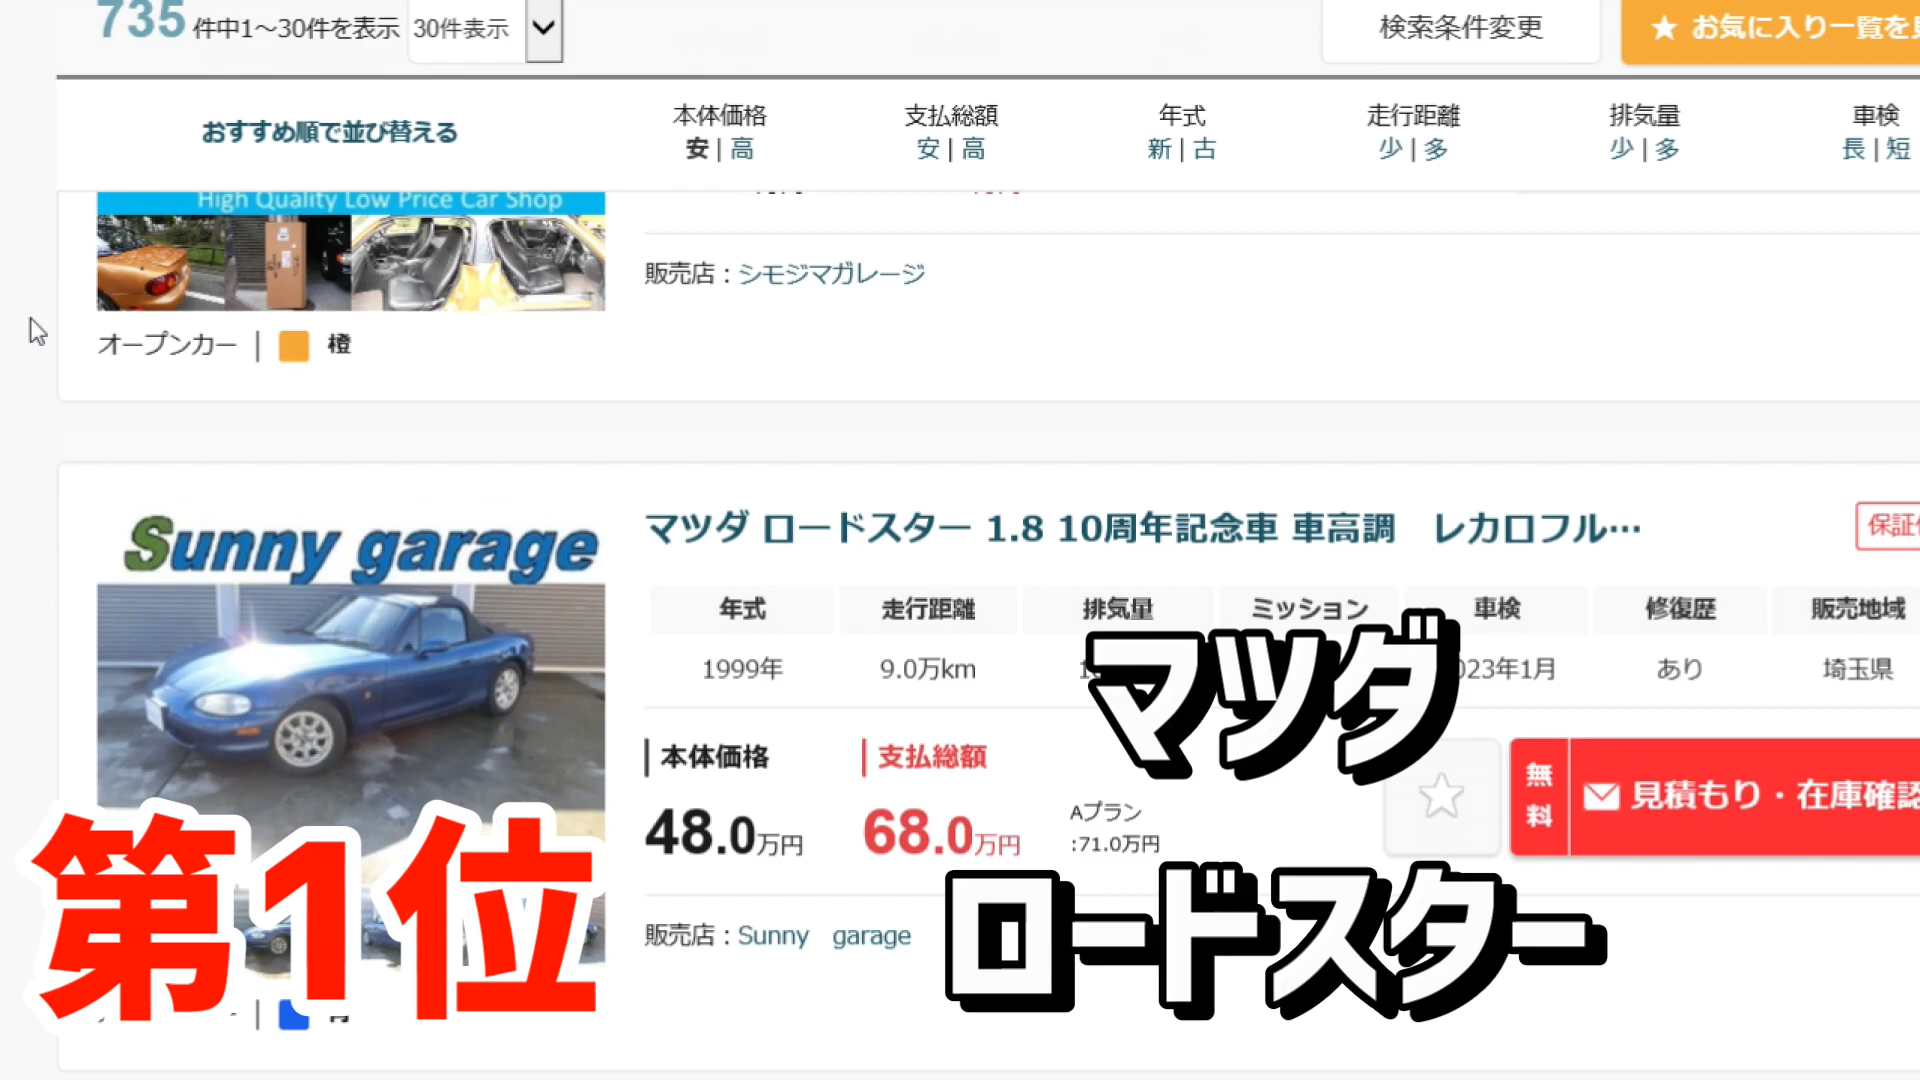 735 件中1～30件を表示 30件表示
検索条件変更
★ お気に入り一覧を
おすすめ順で並び替える
本体価格
安 | 高
支払総額
安 | 高
年式
新 | 古
走行距離
少 | 多
排気量
少 | 多
車検
長 | 短
High Quality Low Price Car Shop
販売店：シモジマガレージ
オープンカー | 橙
Sunny garage
マツダ ロードスター 1.8 10周年記念車 車高調　レカロフル…
保証
年式 走行距離 排気量 ミッション 車検 修復歴 販売地域
1999年 9.0万km 023年1月 あり 埼玉県
本体価格
48.0万円
支払総額
68.0万円
Aプラン
:71.0万円
無料
見積もり・在庫確認
販売店：Sunny　garage
マツダ
ロードスター
第1位